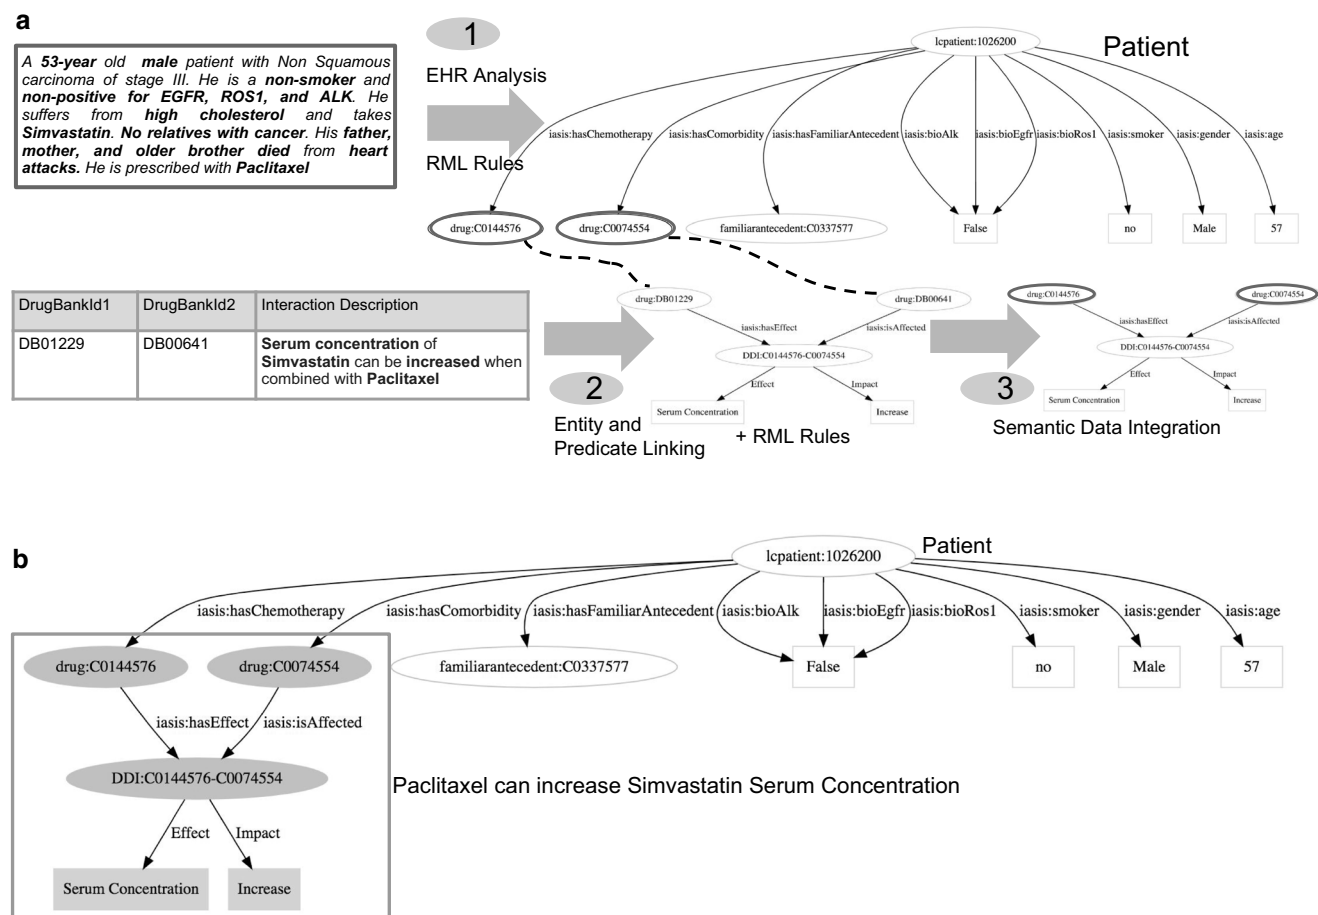 a
A 53-year old male patient with Non Squamous
carcinoma of stage III. He is a non-smoker and
non-positive for EGFR, ROS1, and ALK. He
suffers from high cholesterol and takes
Simvastatin. No relatives with cancer. His father,
mother, and older brother died from heart
attacks. He is prescribed with Paclitaxel
1
EHR Analysis
RML Rules
lcpatient:1026200
Patient
iasis:hasChemotherapy
iasis:hasComorbidity
iasis:hasFamiliarAntecedent
iasis:bioAlk
iasis:bioEgfr
iasis:bioRos1
iasis:smoker
iasis:gender
iasis:age
drug:C0144576
drug:C0074554
familiarantecedent:C0337577
False
no
Male
57
DrugBankId1 DrugBankId2 Interaction Description
DB01229 DB00641 Serum concentration of
Simvastatin can be increased when
combined with Paclitaxel
2
Entity and
Predicate Linking
+ RML Rules
drug:DB01229
drug:DB00641
iasis:hasEffect
iasis:isAffected
DDI:C0144576-C0074554
Effect
Impact
Serum Concentration
Increase
3
Semantic Data Integration
drug:C0144576
drug:C0074554
iasis:hasEffect
iasis:isAffected
DDI:C0144576-C0074554
Effect
Impact
Serum Concentration
Increase
b
lcpatient:1026200
Patient
iasis:hasChemotherapy
iasis:hasComorbidity
iasis:hasFamiliarAntecedent
iasis:bioAlk
iasis:bioEgfr
iasis:bioRos1
iasis:smoker
iasis:gender
iasis:age
drug:C0144576
drug:C0074554
familiarantecedent:C0337577
False
no
Male
57
iasis:hasEffect
iasis:isAffected
DDI:C0144576-C0074554
Paclitaxel can increase Simvastatin Serum Concentration
Effect
Impact
Serum Concentration
Increase